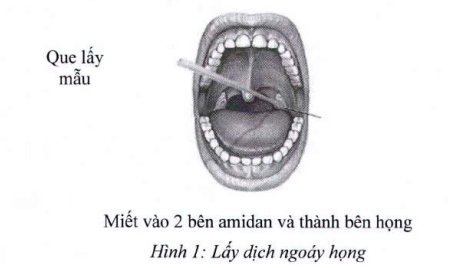 Que lấy
mẫu
Miết vào 2 bên amidan và thành bên họng
Hình 1: Lấy dịch ngoáy họng